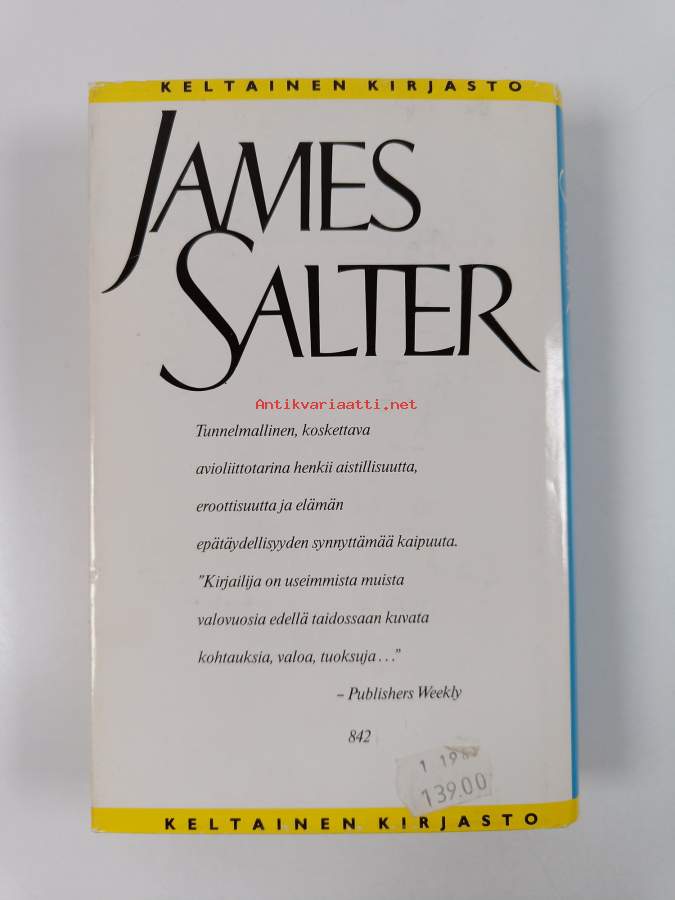 KELTAINEN KIRJASTO
JAMES
SALTER
Antikvariaatti.net
Tunnelmallinen, koskettava
avioliittotarina henkii aistillisuutta,
eroottisuutta ja elämän
epätäydellisyyden synnyttämää kaipuuta.
"Kirjailija on useimmista muista
valovuosia edellä taidossaan kuvata
kohtauksia, valoa, tuoksuja . . ."
– Publishers Weekly
842
139.00
KELTAINEN KIRJASTO